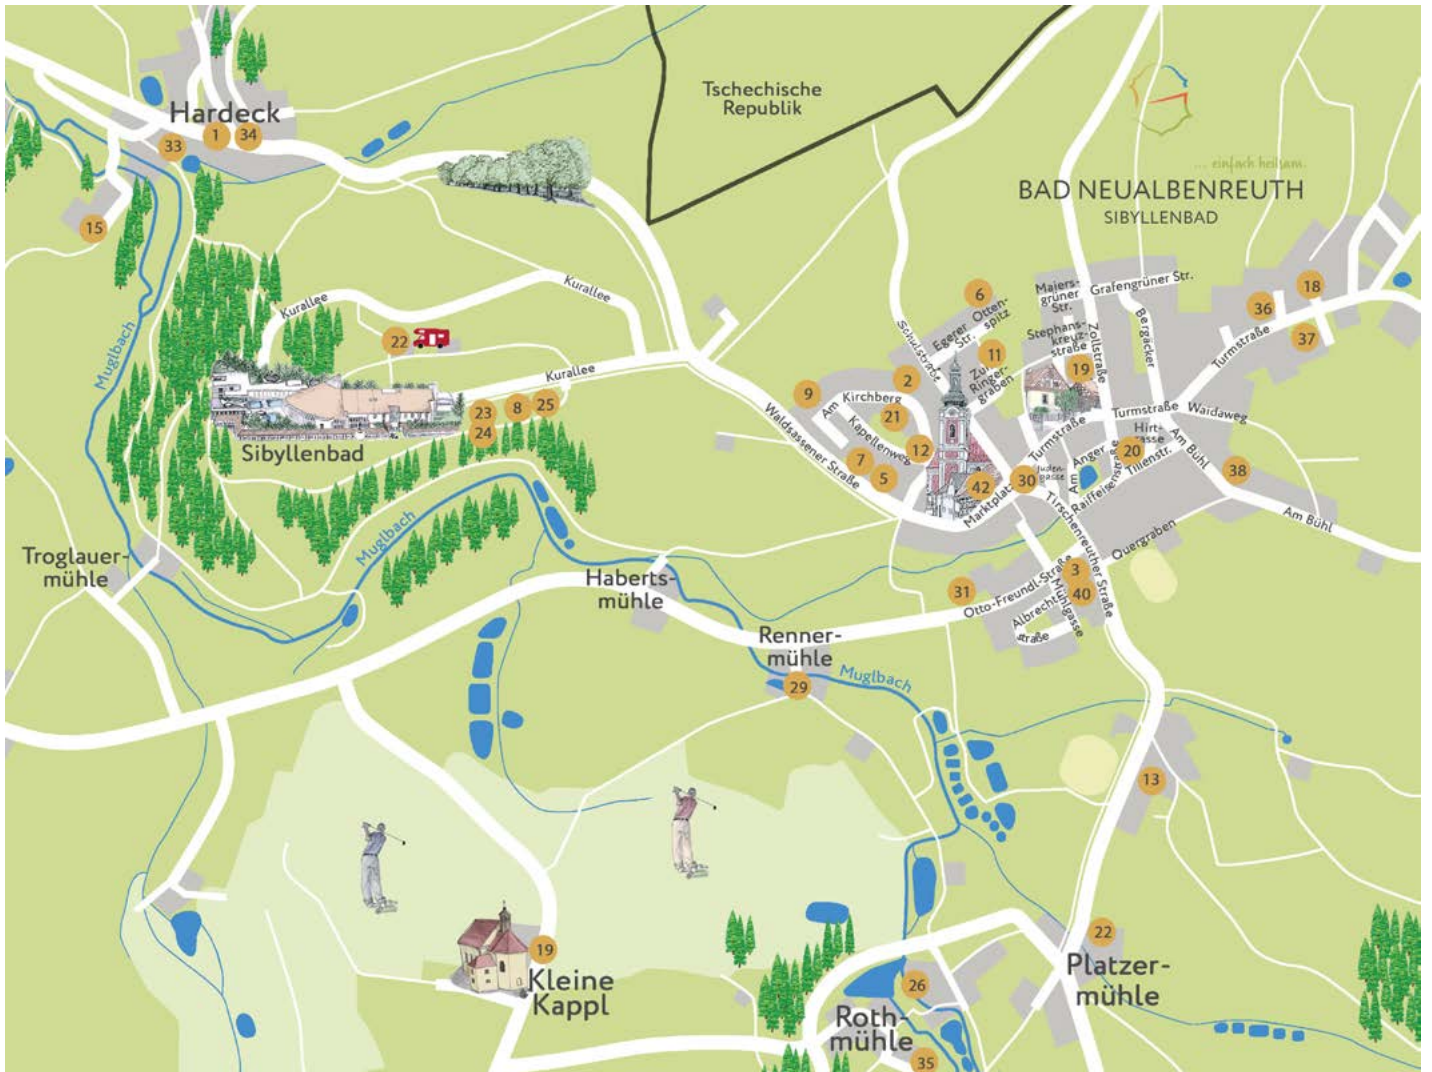 Tschechische
Republik
Hardeck
33
1
34
15
... einfach heilsam.
BAD NEUALBENREUTH
SIBYLLENBAD
Kurallee
Kurallee
22
Kurallee
Muglbach
23
8
25
24
Sibyllenbad
Muglbach
Troglauer-
mühle
6
Otten-
spitz
Egerer
Str.
Schulstraße
11
Zum
Ringer-
graben
Maiers-
grüner
Str.
Grafengrüner Str.
Stephans-
kreuz-
straße
Zollstraße
Bergäcker
19
36
18
37
Turmstraße
2
9
Am
Kirchberg
21
Kapellenweg
12
7
5
Waldsassener Straße
Turmstraße
Waidaweg
Turmstraße
Hirt-
gasse
20
Tillenstr.
Am Bühl
38
Am Bühl
42
30
Marktplatz
Juden-
gasse
Am Anger
Raiffeisenstraße
Tirschenreuther Straße
Quergraben
3
40
31
Otto-Freundl-Straße
Mühlgasse
Albrecht-
straße
Haberts-
mühle
Renner-
mühle
29
Muglbach
13
19
Kleine
Kappl
22
Platzer-
mühle
26
Roth-
mühle
35